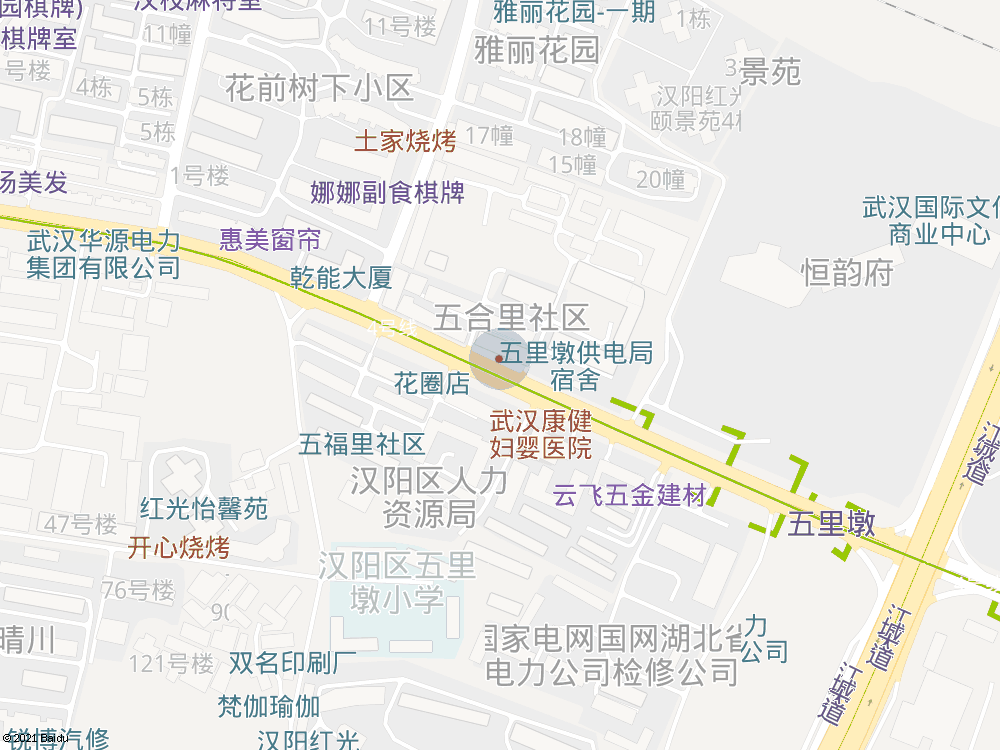 园棋牌)
棋牌室
号楼
汉校麻将室
11幢
11号楼
雅丽花园-一期
1栋
雅丽花园
景苑
4栋
5栋
5栋
花前树下小区
汉阳红光
颐景苑4栋
土家烧烤
17幢
18幢
15幢
20幢
1号楼
场美发
娜娜副食棋牌
武汉国际文化
商业中心
武汉华源电力
集团有限公司
惠美窗帘
乾能大厦
恒韵府
五合里社区
4号线
五里墩供电局
宿舍
花圈店
武汉康健
妇婴医院
五福里社区
江城大道
汉阳区人力
资源局
云飞五金建材
红光怡馨苑
47号楼
五里墩
开心烧烤
汉阳区五里
墩小学
76号楼
晴川
121号楼
双名印刷厂
国家电网国网湖北省
电力公司检修公司
力
公司
江城大道
江城大道
梵伽瑜伽
锐博汽修
汉阳红光
© 2021 Baidu